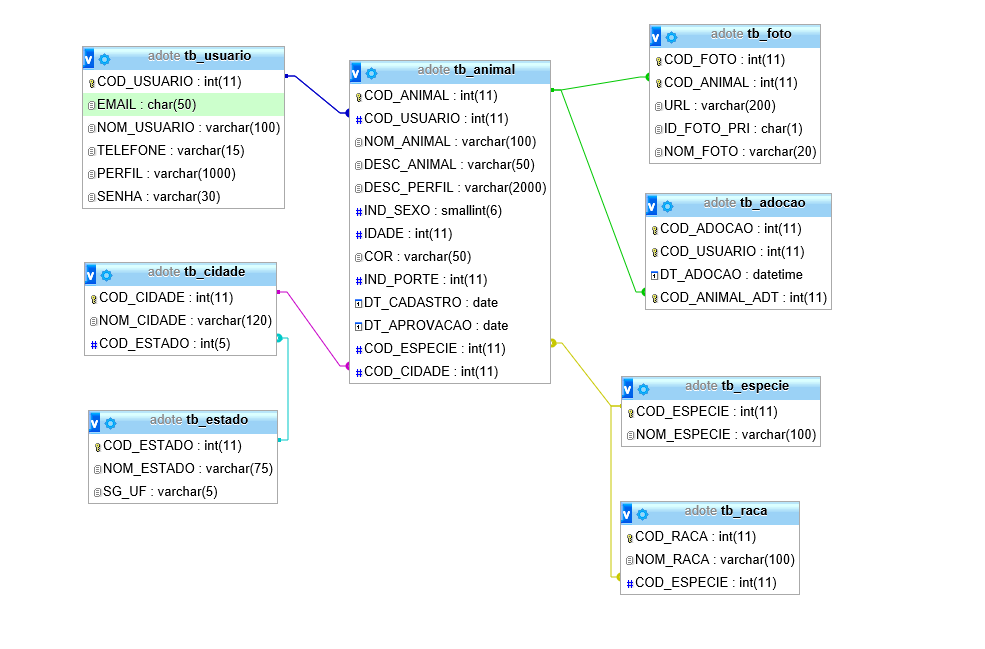 adote tb_usuario
COD_USUARIO : int(11)
EMAIL : char(50)
NOM_USUARIO : varchar(100)
TELEFONE : varchar(15)
PERFIL : varchar(1000)
SENHA : varchar(30)
adote tb_cidade
COD_CIDADE : int(11)
NOM_CIDADE : varchar(120)
COD_ESTADO : int(5)
adote tb_estado
COD_ESTADO : int(11)
NOM_ESTADO : varchar(75)
SG_UF : varchar(5)
adote tb_animal
COD_ANIMAL : int(11)
# COD_USUARIO : int(11)
NOM_ANIMAL : varchar(100)
DESC_ANIMAL : varchar(50)
DESC_PERFIL : varchar(2000)
# IND_SEXO : smallint(6)
# IDADE : int(11)
COR : varchar(50)
# IND_PORTE : int(11)
DT_CADASTRO : date
DT_APROVACAO : date
# COD_ESPECIE : int(11)
# COD_CIDADE : int(11)
adote tb_foto
COD_FOTO : int(11)
COD_ANIMAL : int(11)
URL : varchar(200)
ID_FOTO_PRI : char(1)
NOM_FOTO : varchar(20)
adote tb_adocao
COD_ADOCAO : int(11)
COD_USUARIO : int(11)
DT_ADOCAO : datetime
COD_ANIMAL_ADT : int(11)
adote tb_especie
COD_ESPECIE : int(11)
NOM_ESPECIE : varchar(100)
adote tb_raca
COD_RACA : int(11)
NOM_RACA : varchar(100)
# COD_ESPECIE : int(11)